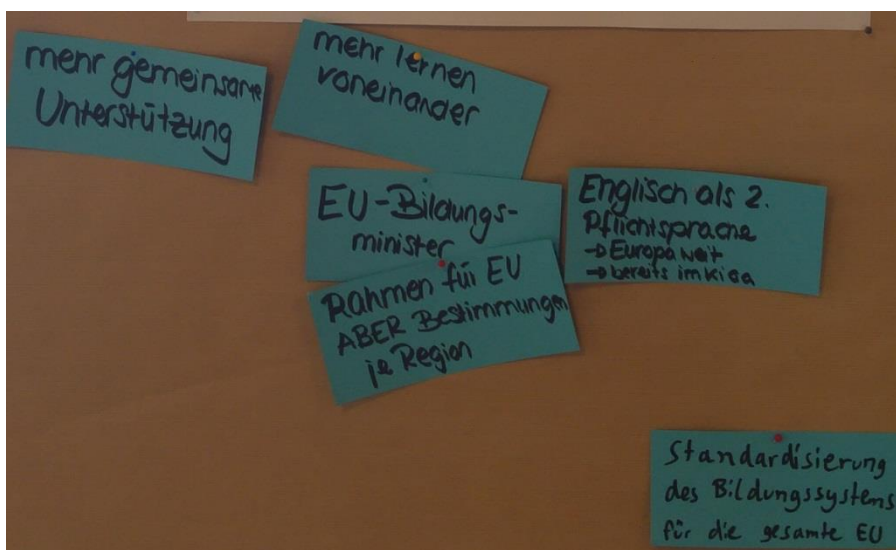 mehr gemeinsame
Unterstützung
mehr lernen
voneinander
EU-Bildungs-
minister
Englisch als 2.
Pflichtsprache
→ Europaweit
→ bereits im Kiga
Rahmen für EU
ABER Bestimmungen
je Region
Standardisierung
des Bildungssystems
für die gesamte EU